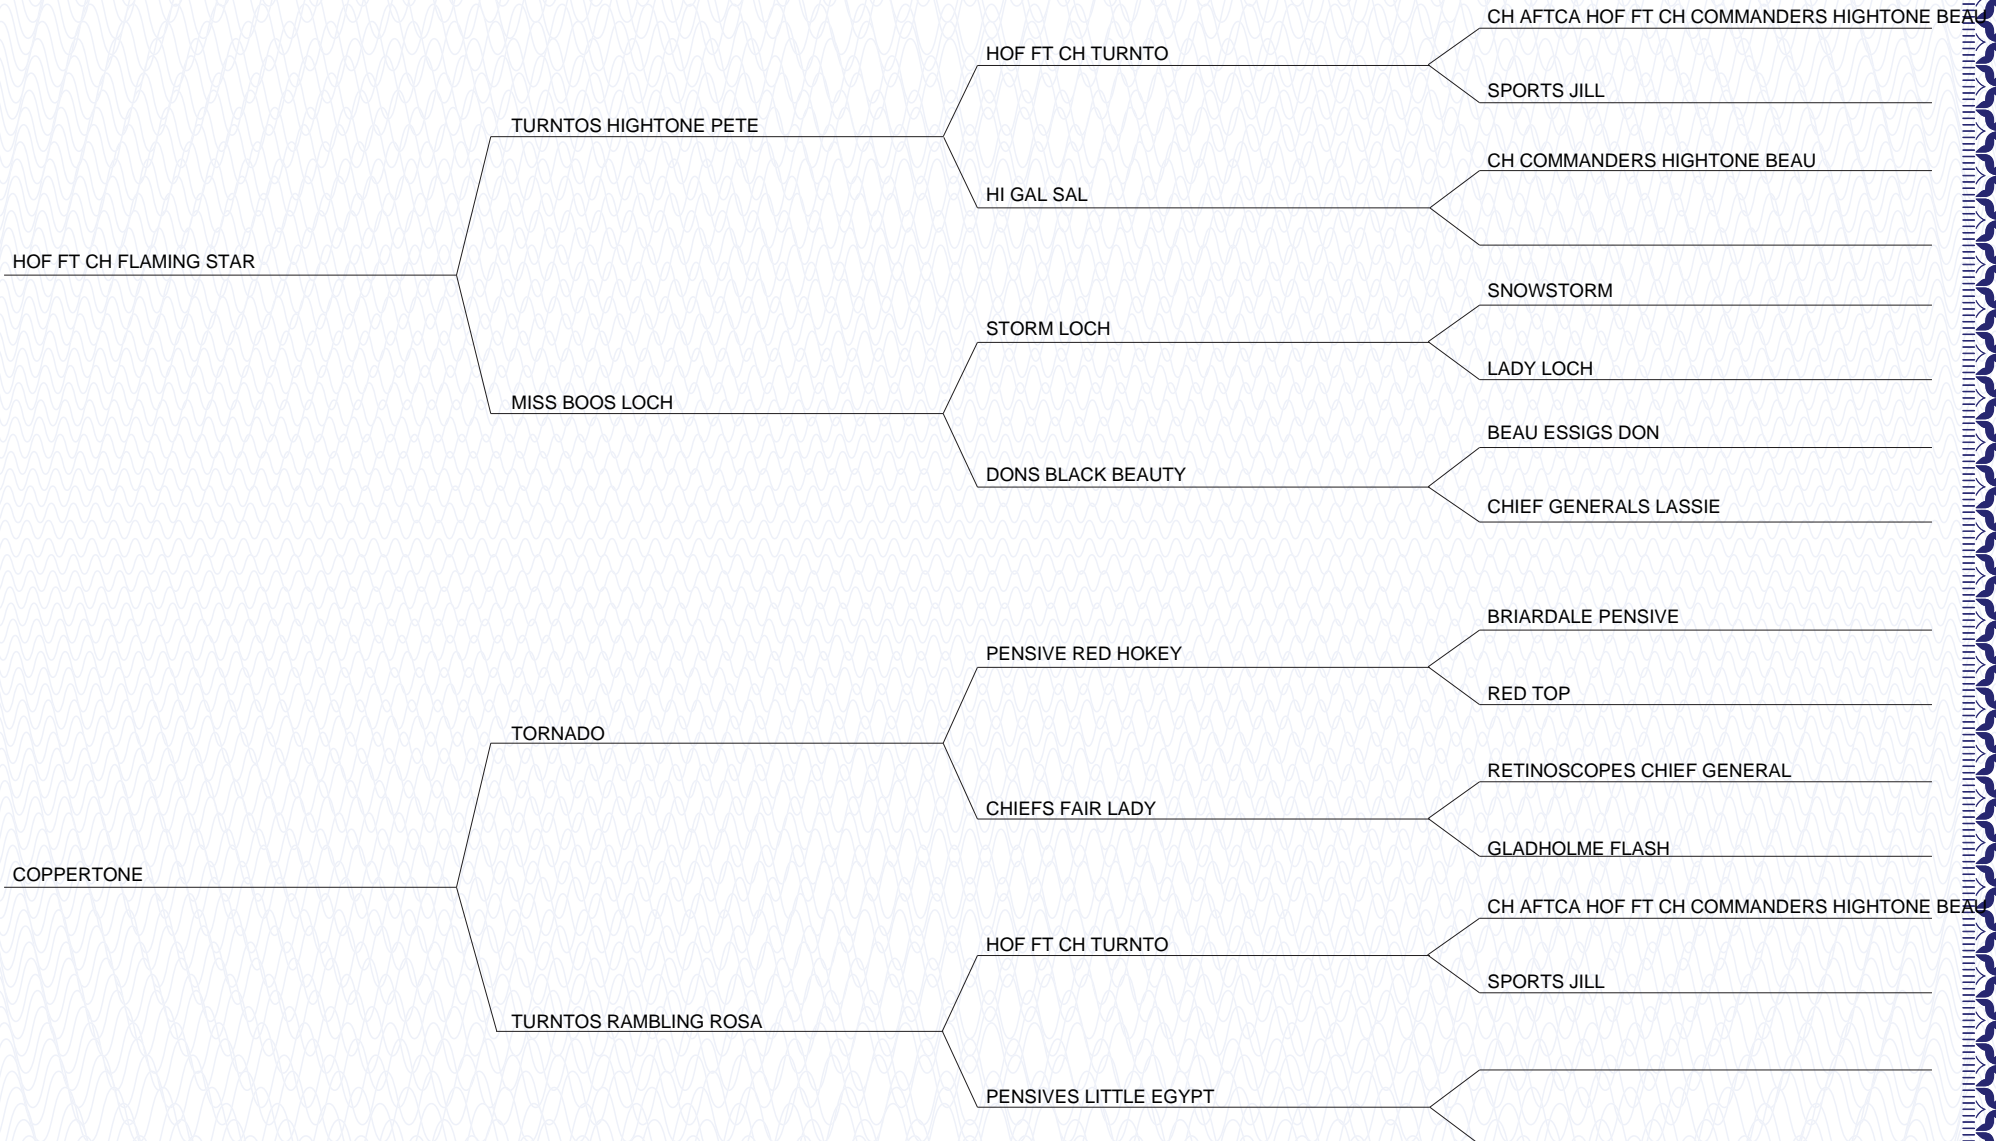 CH AFTCA HOF FT CH COMMANDERS HIGHTONE BEAU
HOF FT CH TURNTO
SPORTS JILL
TURNTOS HIGHTONE PETE
CH COMMANDERS HIGHTONE BEAU
HI GAL SAL
HOF FT CH FLAMING STAR
SNOWSTORM
STORM LOCH
LADY LOCH
MISS BOOS LOCH
BEAU ESSIGS DON
DONS BLACK BEAUTY
CHIEF GENERALS LASSIE
BRIARDALE PENSIVE
PENSIVE RED HOKEY
RED TOP
TORNADO
RETINOSCOPES CHIEF GENERAL
CHIEFS FAIR LADY
GLADHOLME FLASH
COPPERTONE
CH AFTCA HOF FT CH COMMANDERS HIGHTONE BEAU
HOF FT CH TURNTO
SPORTS JILL
TURNTOS RAMBLING ROSA
PENSIVES LITTLE EGYPT